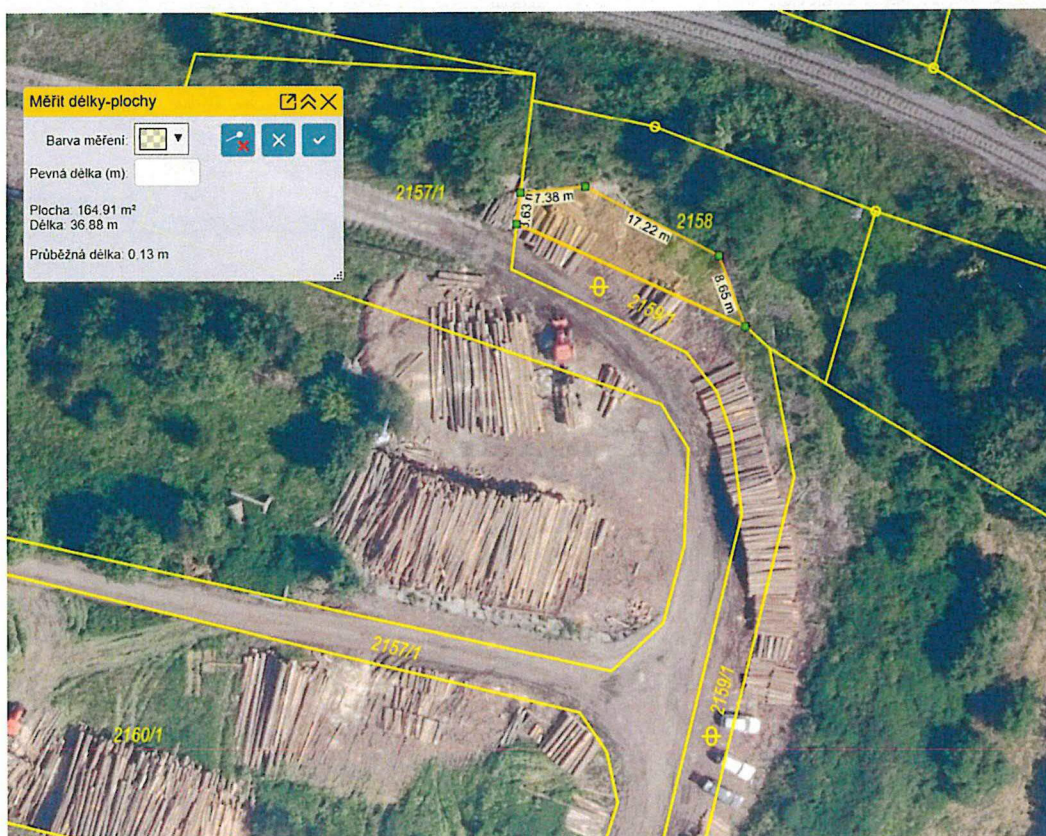 Měřit délky-plochy
Barva měření:
Pevná délka (m):
Plocha: 164.91 m²
Délka: 36.88 m
Průběžná délka: 0.13 m
2157/1
7.38 m
3.63 m
17.22 m
2158
8.65 m
2159/1
2157/1
2159/1
2160/1